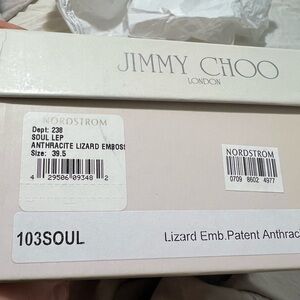 JIMMY CHOO
LONDON
NORDSTROM
Dept: 238
SOUL LEP
ANTHRACITE LIZARD EMBOSS
Size: 39.5
4 29506 09348 2
NORDSTROM
0709 8602 4977
103SOUL
Lizard Emb.Patent Anthrac